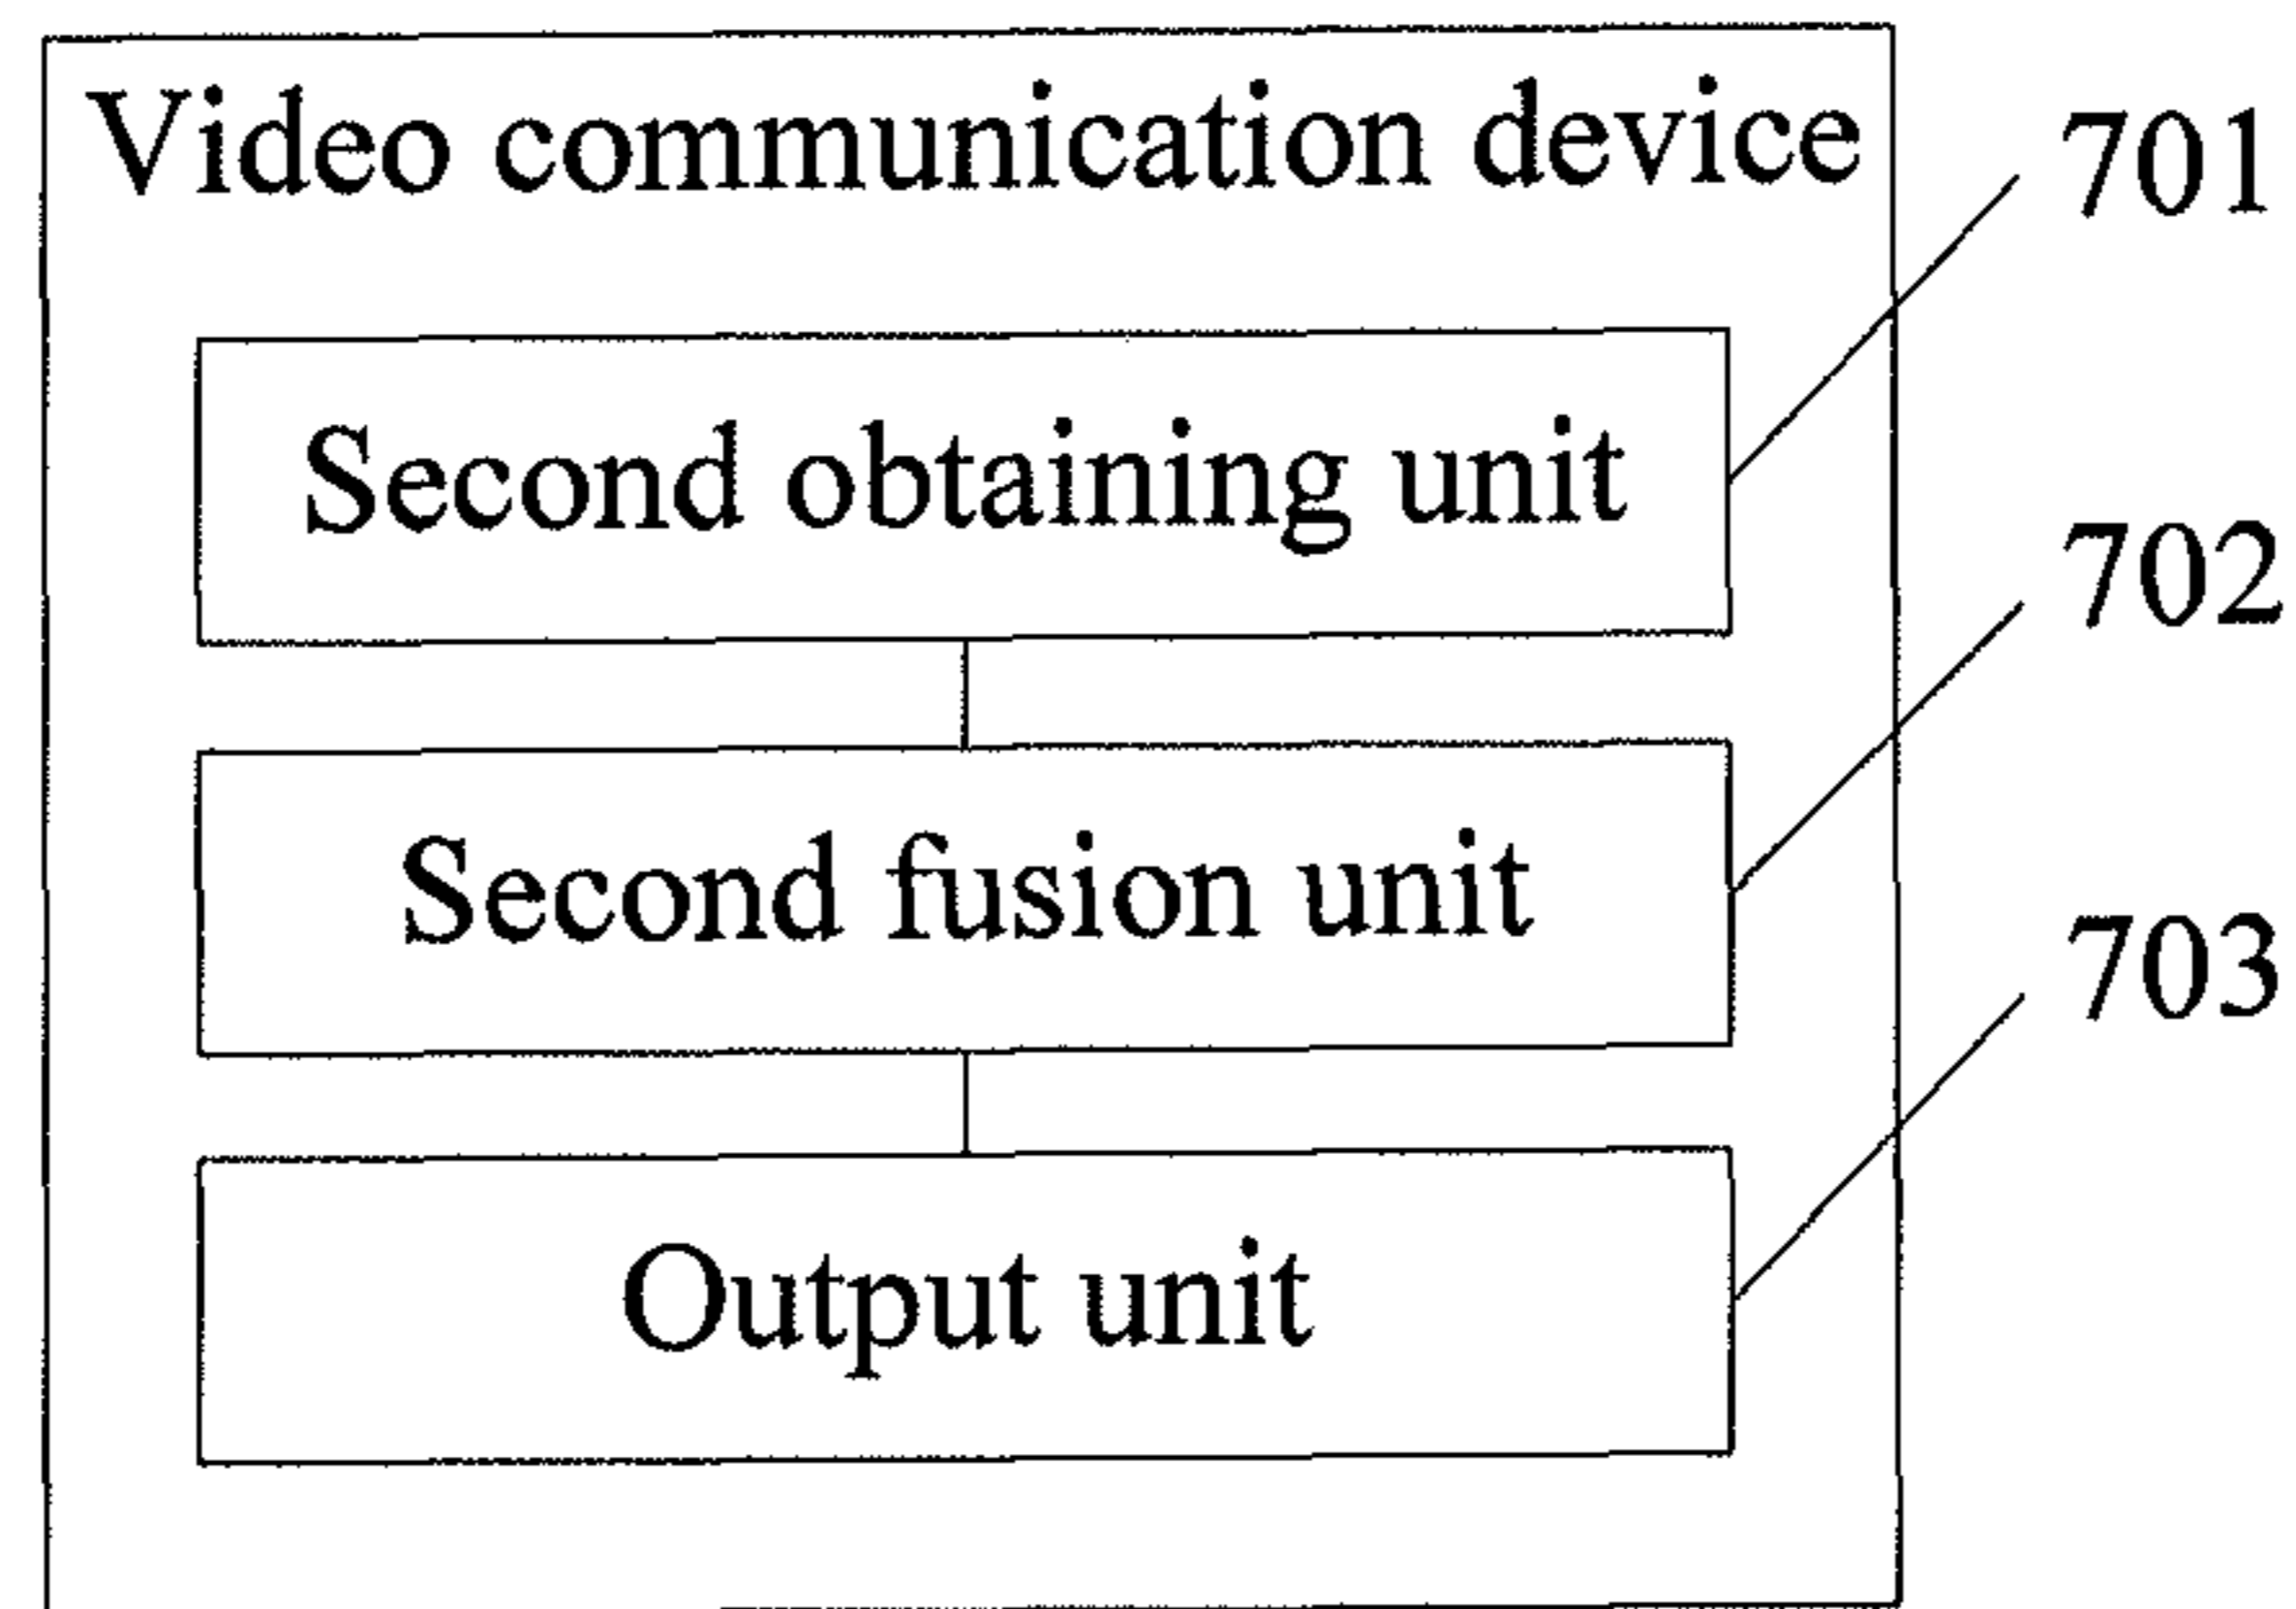 Video communication device
701
Second obtaining unit
702
Second fusion unit
703
Output unit